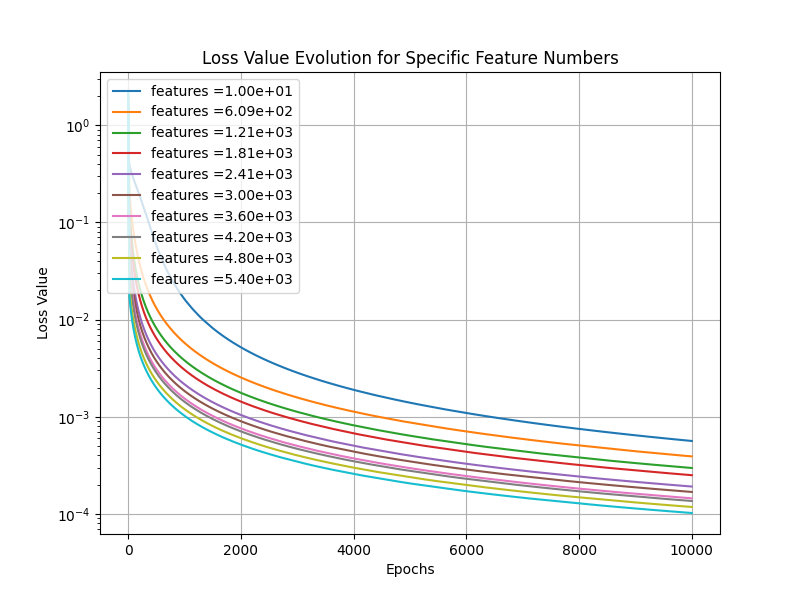 Loss Value Evolution for Specific Feature Numbers
features =1.00e+01
features =6.09e+02
features =1.21e+03
features =1.81e+03
features =2.41e+03
features =3.00e+03
features =3.60e+03
features =4.20e+03
features =4.80e+03
features =5.40e+03
Loss Value
10⁰
10⁻¹
10⁻²
10⁻³
10⁻⁴
0 2000 4000 6000 8000 10000
Epochs